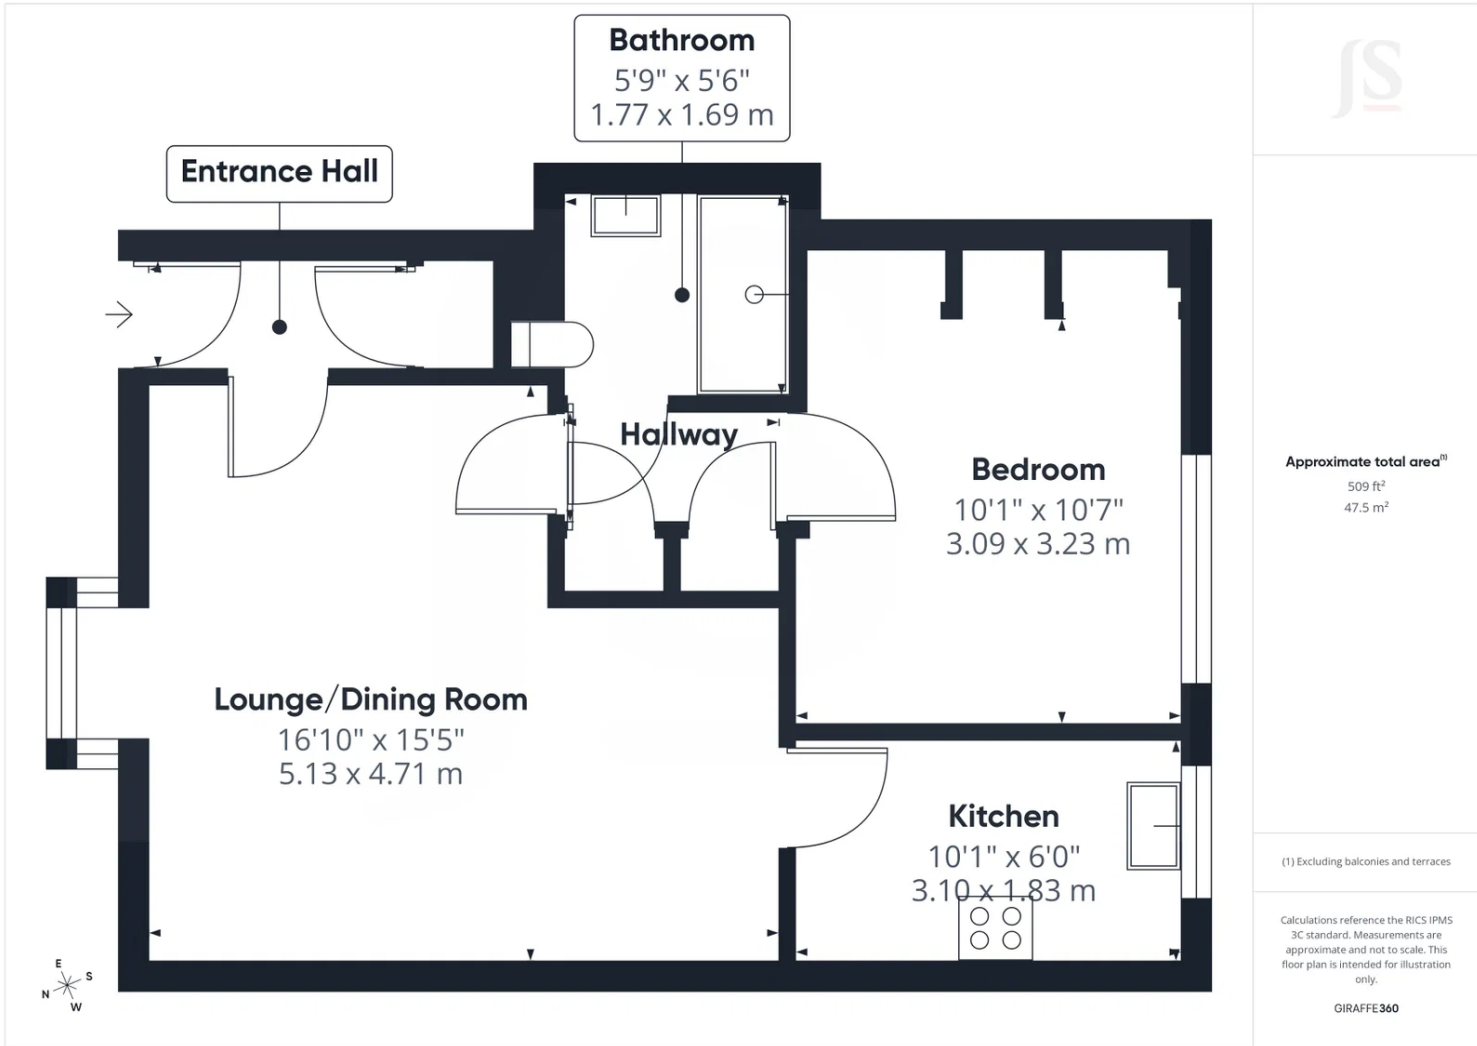 Bathroom
5'9" x 5'6"
1.77 x 1.69 m
Entrance Hall
Hallway
Bedroom
10'1" x 10'7"
3.09 x 3.23 m
Lounge/Dining Room
16'10" x 15'5"
5.13 x 4.71 m
Kitchen
10'1" x 6'0"
3.10 x 1.83 m
E
S
N
W
JS
Approximate total area(1)
509 ft²
47.5 m²
(1) Excluding balconies and terraces
Calculations reference the RICS IPMS
3C standard. Measurements are
approximate and not to scale. This
floor plan is intended for illustration
only.
GIRAFFE360